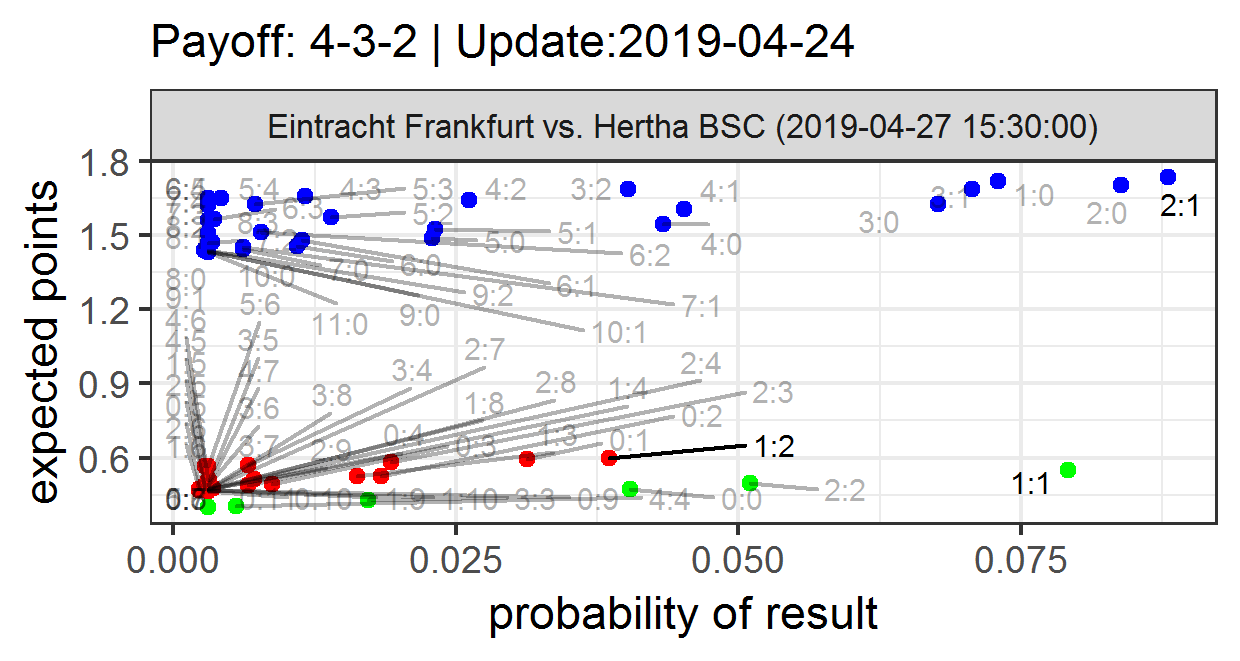 Payoff: 4-3-2 | Update:2019-04-24
Eintracht Frankfurt vs. Hertha BSC (2019-04-27 15:30:00)
expected points
1.8
1.5
1.2
0.9
0.6
5:4 4:3 5:3 4:2 3:2 4:1 3:1 1:0 2:0 2:1
6:3 5:2 3:0
8:3 5:1 5:0 4:0
6:2
7:0 6:0
8:0 10:0 6:1
9:1 5:6 11:0 9:0 9:2 10:1 7:1
4:6 3:5 2:7
4:7 3:4 2:4
3:8 2:8 1:4 2:3
3:6 1:8 0:2
3:7 2:9 0:4 0:3 1:3 0:1 1:2
1:9 1:10 3:3 0:9 4:4 0:0 2:2 1:1
0.000 0.025 0.050 0.075
probability of result